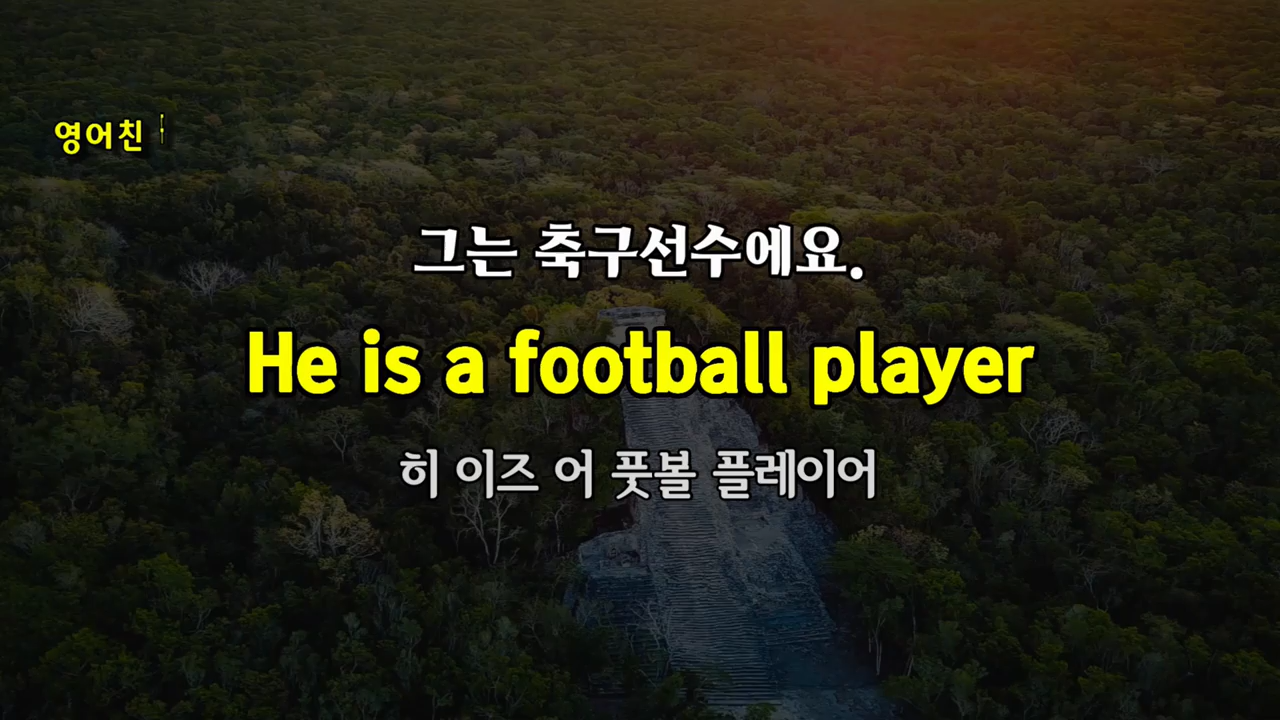 영어친
그는 축구선수에요.
He is a football player
히 이즈 어 풋볼 플레이어